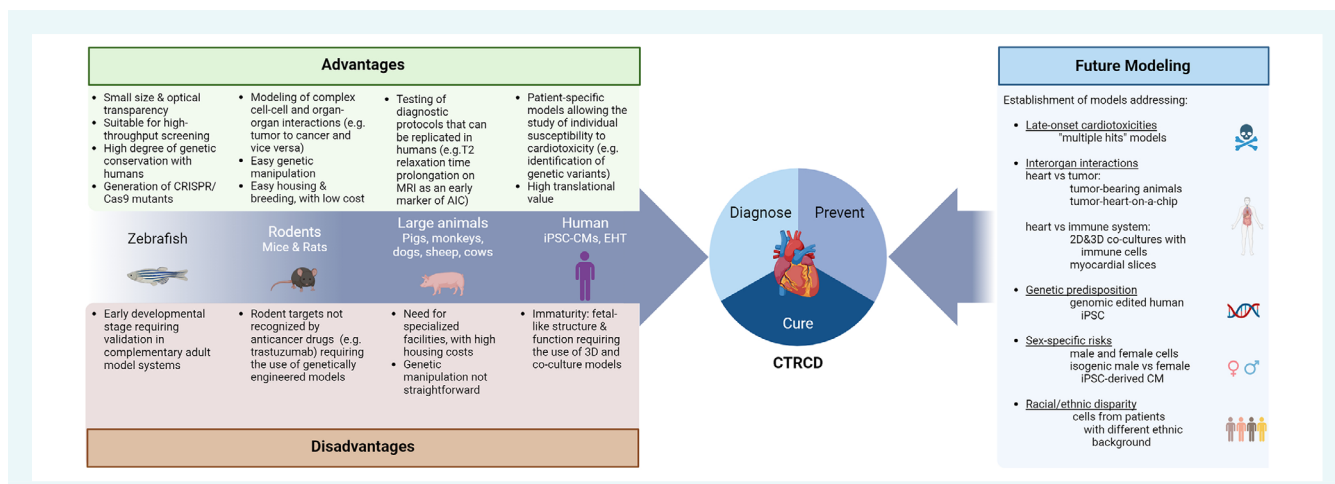 Advantages
• Small size & optical
transparency
• Suitable for high-
throughput screening
• High degree of genetic
conservation with
humans
• Generation of CRISPR/
Cas9 mutants
• Modeling of complex
cell-cell and organ-
organ interactions (e.g.
tumor to cancer and
vice versa)
• Easy genetic
manipulation
• Easy housing &
breeding, with low cost
• Testing of
diagnostic
protocols that can
be replicated in
humans (e.g.T2
relaxation time
prolongation on
MRI as an early
marker of AIC)
• Patient-specific
models allowing the
study of individual
susceptibility to
cardiotoxicity (e.g.
identification of
genetic variants)
• High translational
value
Zebrafish
Rodents
Mice & Rats
Large animals
Pigs, monkeys,
dogs, sheep, cows
Human
iPSC-CMs, EHT
• Early developmental
stage requiring
validation in
complementary adult
model systems
• Rodent targets not
recognized by
anticancer drugs (e.g.
trastuzumab) requiring
the use of genetically
engineered models
• Need for
specialized
facilities, with high
housing costs
• Genetic
manipulation not
straightforward
• Immaturity: fetal-
like structure &
function requiring
the use of 3D and
co-culture models
Disadvantages
Diagnose
Prevent
Cure
CTRCD
Future Modeling
Establishment of models addressing:
• Late-onset cardiotoxicities
"multiple hits" models
• Interorgan interactions
heart vs tumor:
tumor-bearing animals
tumor-heart-on-a-chip
heart vs immune system:
2D&3D co-cultures with
immune cells
myocardial slices
• Genetic predisposition
genomic edited human
iPSC
• Sex-specific risks
male and female cells
isogenic male vs female
iPSC-derived CM
• Racial/ethnic disparity
cells from patients
with different ethnic
background